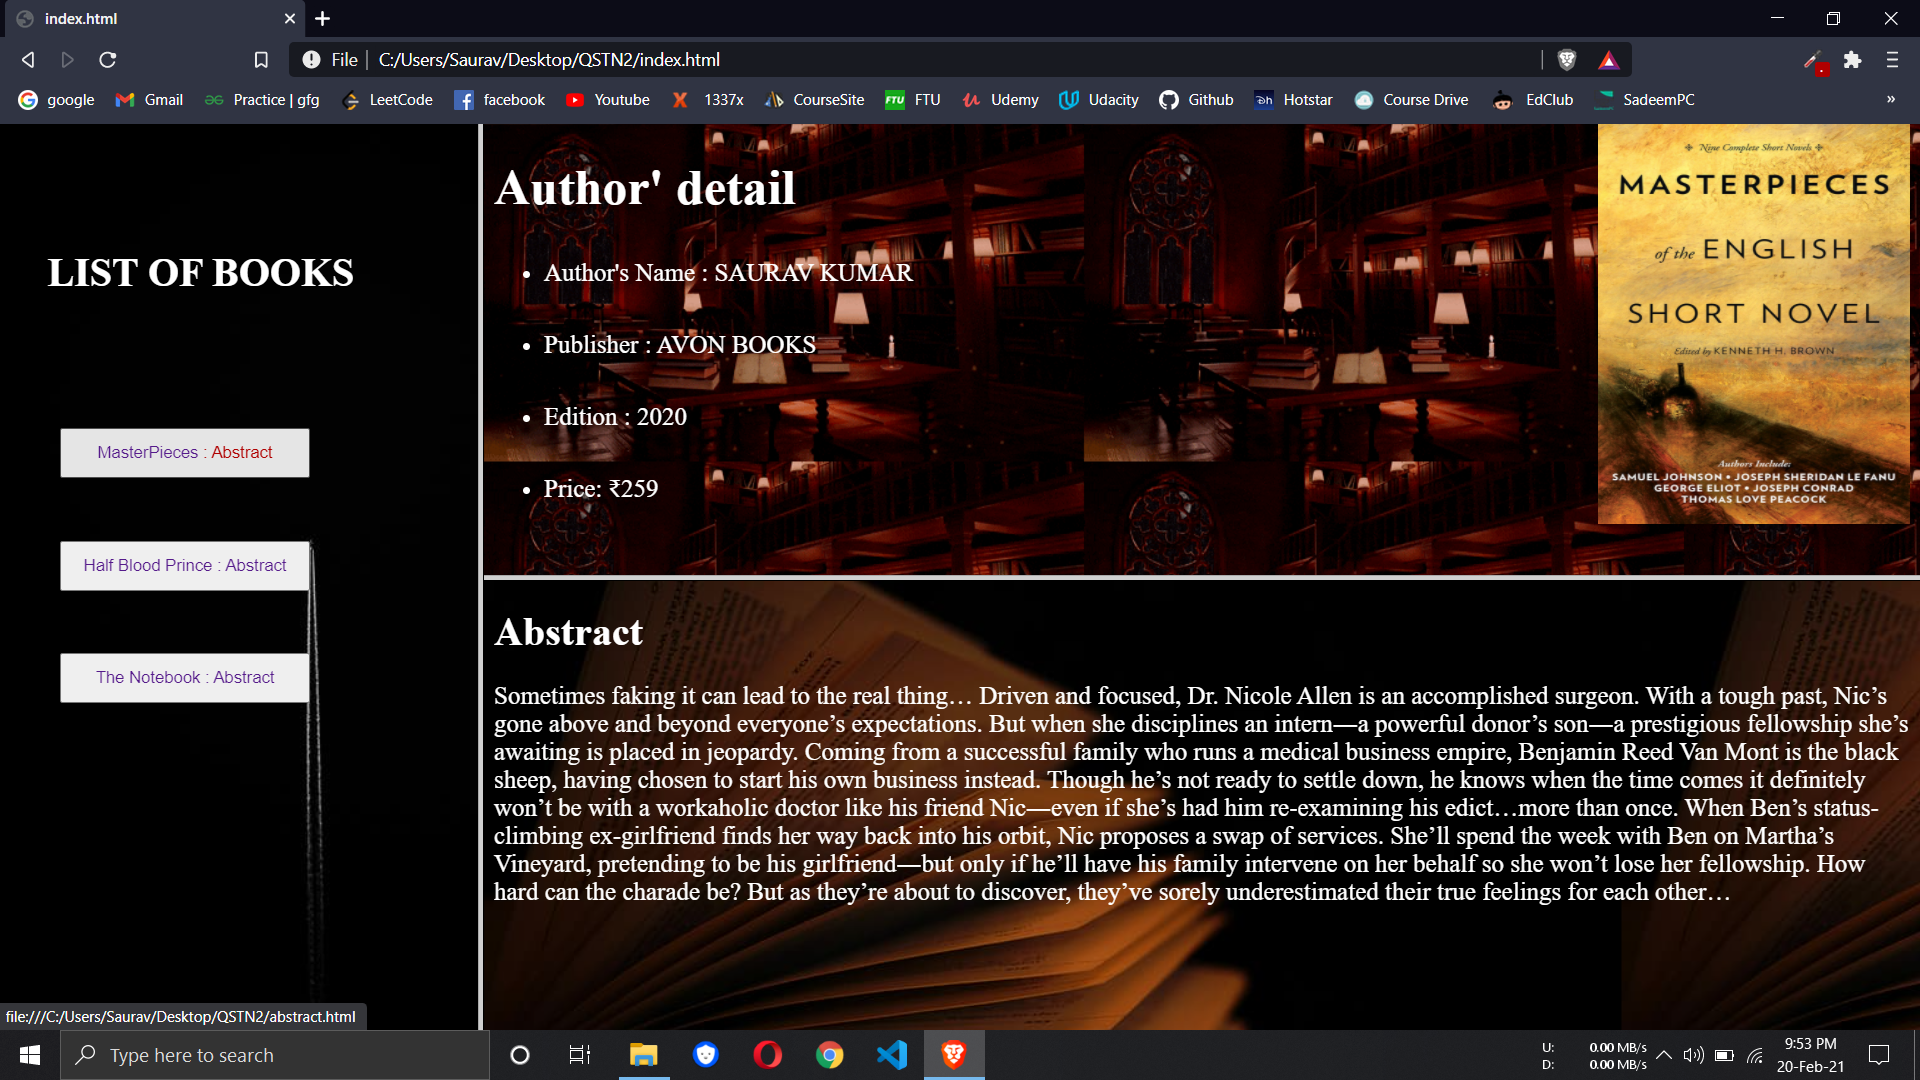 index.html
File
C:/Users/Saurav/Desktop/QSTN2/index.html
google
Gmail
Practice | gfg
LeetCode
facebook
Youtube
1337x
CourseSite
FTU
FTU
Udemy
Udacity
Github
Hotstar
Course Drive
EdClub
SadeemPC
»
LIST OF BOOKS
MasterPieces : Abstract
Half Blood Prince : Abstract
The Notebook : Abstract
file:///C:/Users/Saurav/Desktop/QSTN2/abstract.html
Author' detail
• Author's Name : SAURAV KUMAR
• Publisher : AVON BOOKS
• Edition : 2020
• Price: ₹259
Nine Complete Short Novels
MASTERPIECES
of the ENGLISH
SHORT NOVEL
Edited by KENNETH H. BROWN
Authors Include:
SAMUEL JOHNSON • JOSEPH SHERIDAN LE FANU
GEORGE ELIOT • JOSEPH CONRAD
THOMAS LOVE PEACOCK
Abstract
Sometimes faking it can lead to the real thing… Driven and focused, Dr. Nicole Allen is an accomplished surgeon. With a tough past, Nic’s
gone above and beyond everyone’s expectations. But when she disciplines an intern—a powerful donor’s son—a prestigious fellowship she’s
awaiting is placed in jeopardy. Coming from a successful family who runs a medical business empire, Benjamin Reed Van Mont is the black
sheep, having chosen to start his own business instead. Though he’s not ready to settle down, he knows when the time comes it definitely
won’t be with a workaholic doctor like his friend Nic—even if she’s had him re-examining his edict…more than once. When Ben’s status-
climbing ex-girlfriend finds her way back into his orbit, Nic proposes a swap of services. She’ll spend the week with Ben on Martha’s
Vineyard, pretending to be his girlfriend—but only if he’ll have his family intervene on her behalf so she won’t lose her fellowship. How
hard can the charade be? But as they’re about to discover, they’ve sorely underestimated their true feelings for each other…
Type here to search
U: 0.00 MB/s
D: 0.00 MB/s
9:53 PM
20-Feb-21